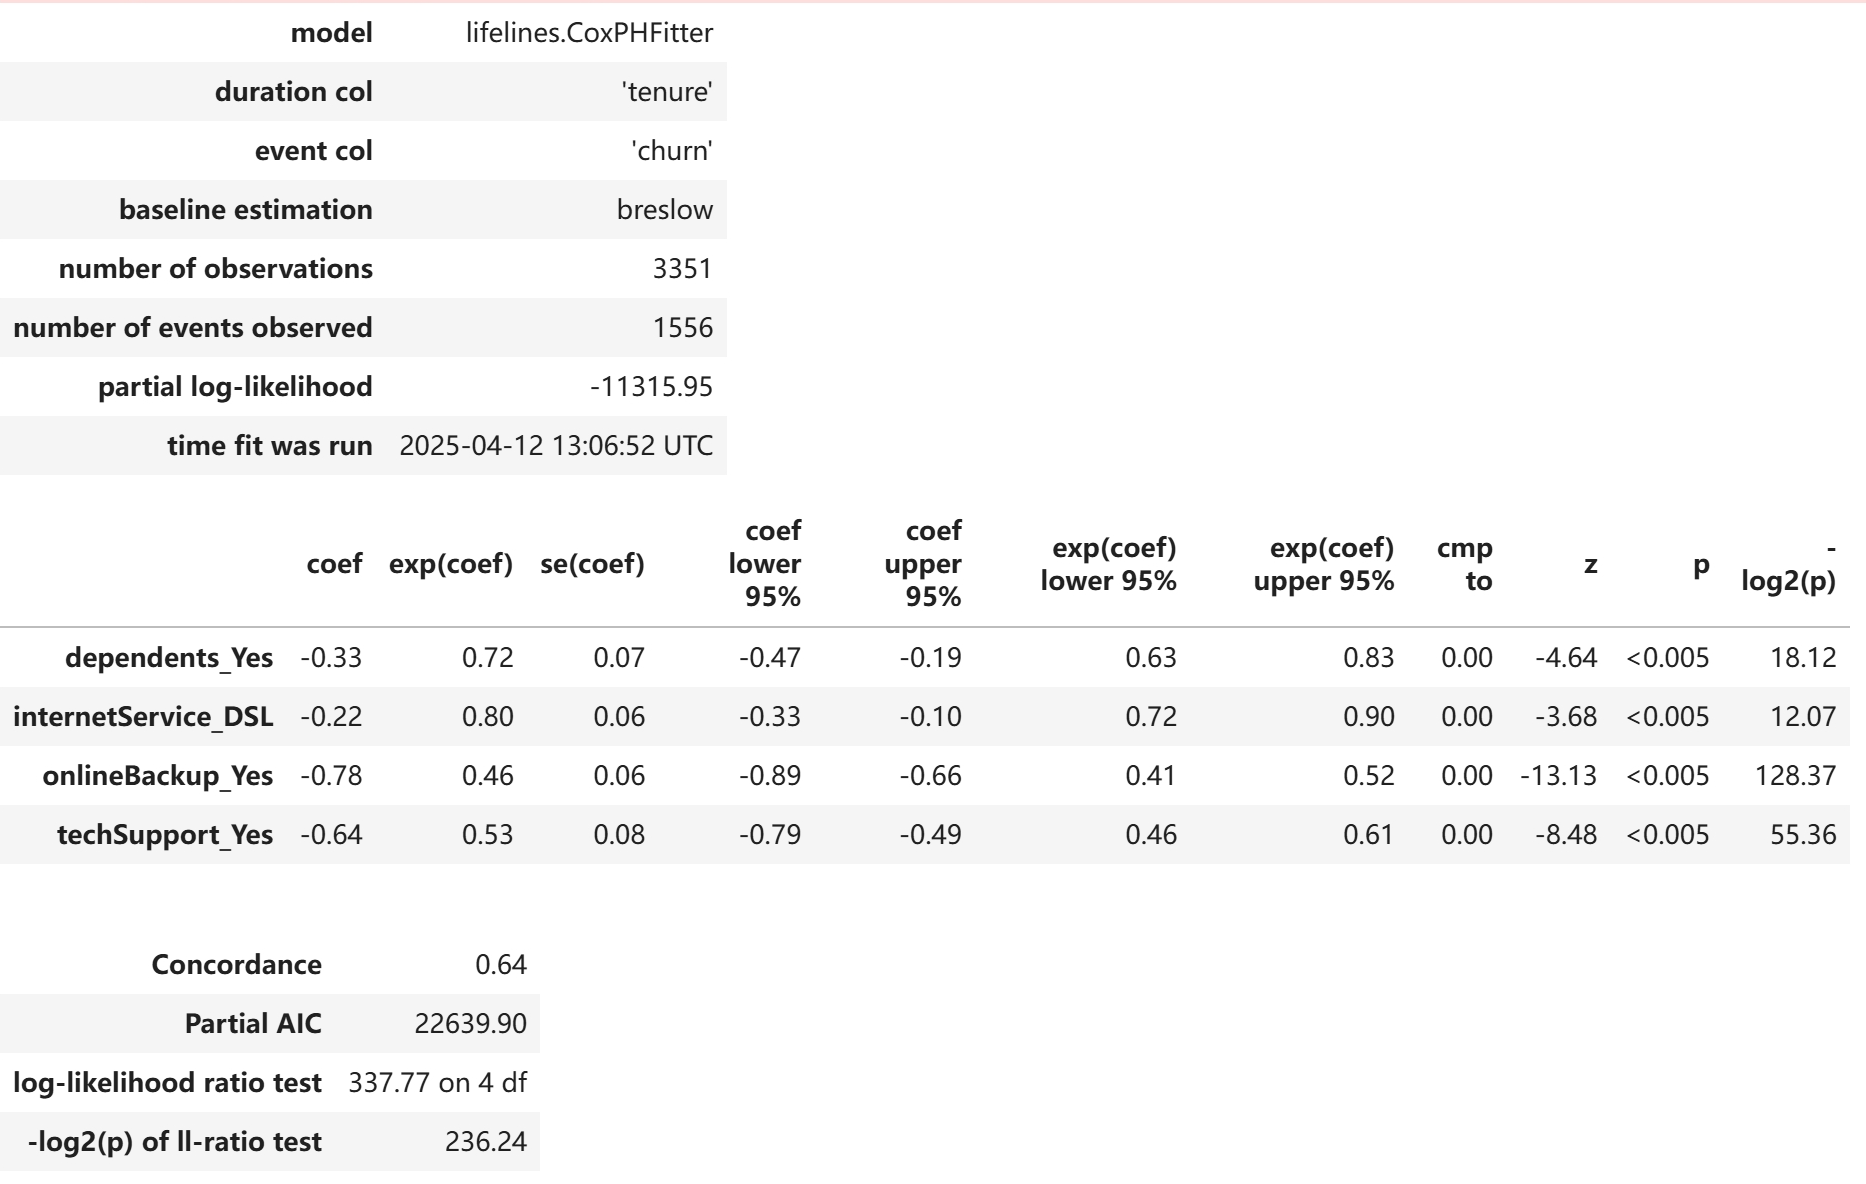 model lifelines.CoxPHFitter
duration col 'tenure'
event col 'churn'
baseline estimation breslow
number of observations 3351
number of events observed 1556
partial log-likelihood -11315.95
time fit was run 2025-04-12 13:06:52 UTC
coef exp(coef) se(coef) coef lower 95% coef upper 95% exp(coef) lower 95% exp(coef) upper 95% cmp to z p -log2(p)
dependents_Yes -0.33 0.72 0.07 -0.47 -0.19 0.63 0.83 0.00 -4.64 <0.005 18.12
internetService_DSL -0.22 0.80 0.06 -0.33 -0.10 0.72 0.90 0.00 -3.68 <0.005 12.07
onlineBackup_Yes -0.78 0.46 0.06 -0.89 -0.66 0.41 0.52 0.00 -13.13 <0.005 128.37
techSupport_Yes -0.64 0.53 0.08 -0.79 -0.49 0.46 0.61 0.00 -8.48 <0.005 55.36
Concordance 0.64
Partial AIC 22639.90
log-likelihood ratio test 337.77 on 4 df
-log2(p) of ll-ratio test 236.24